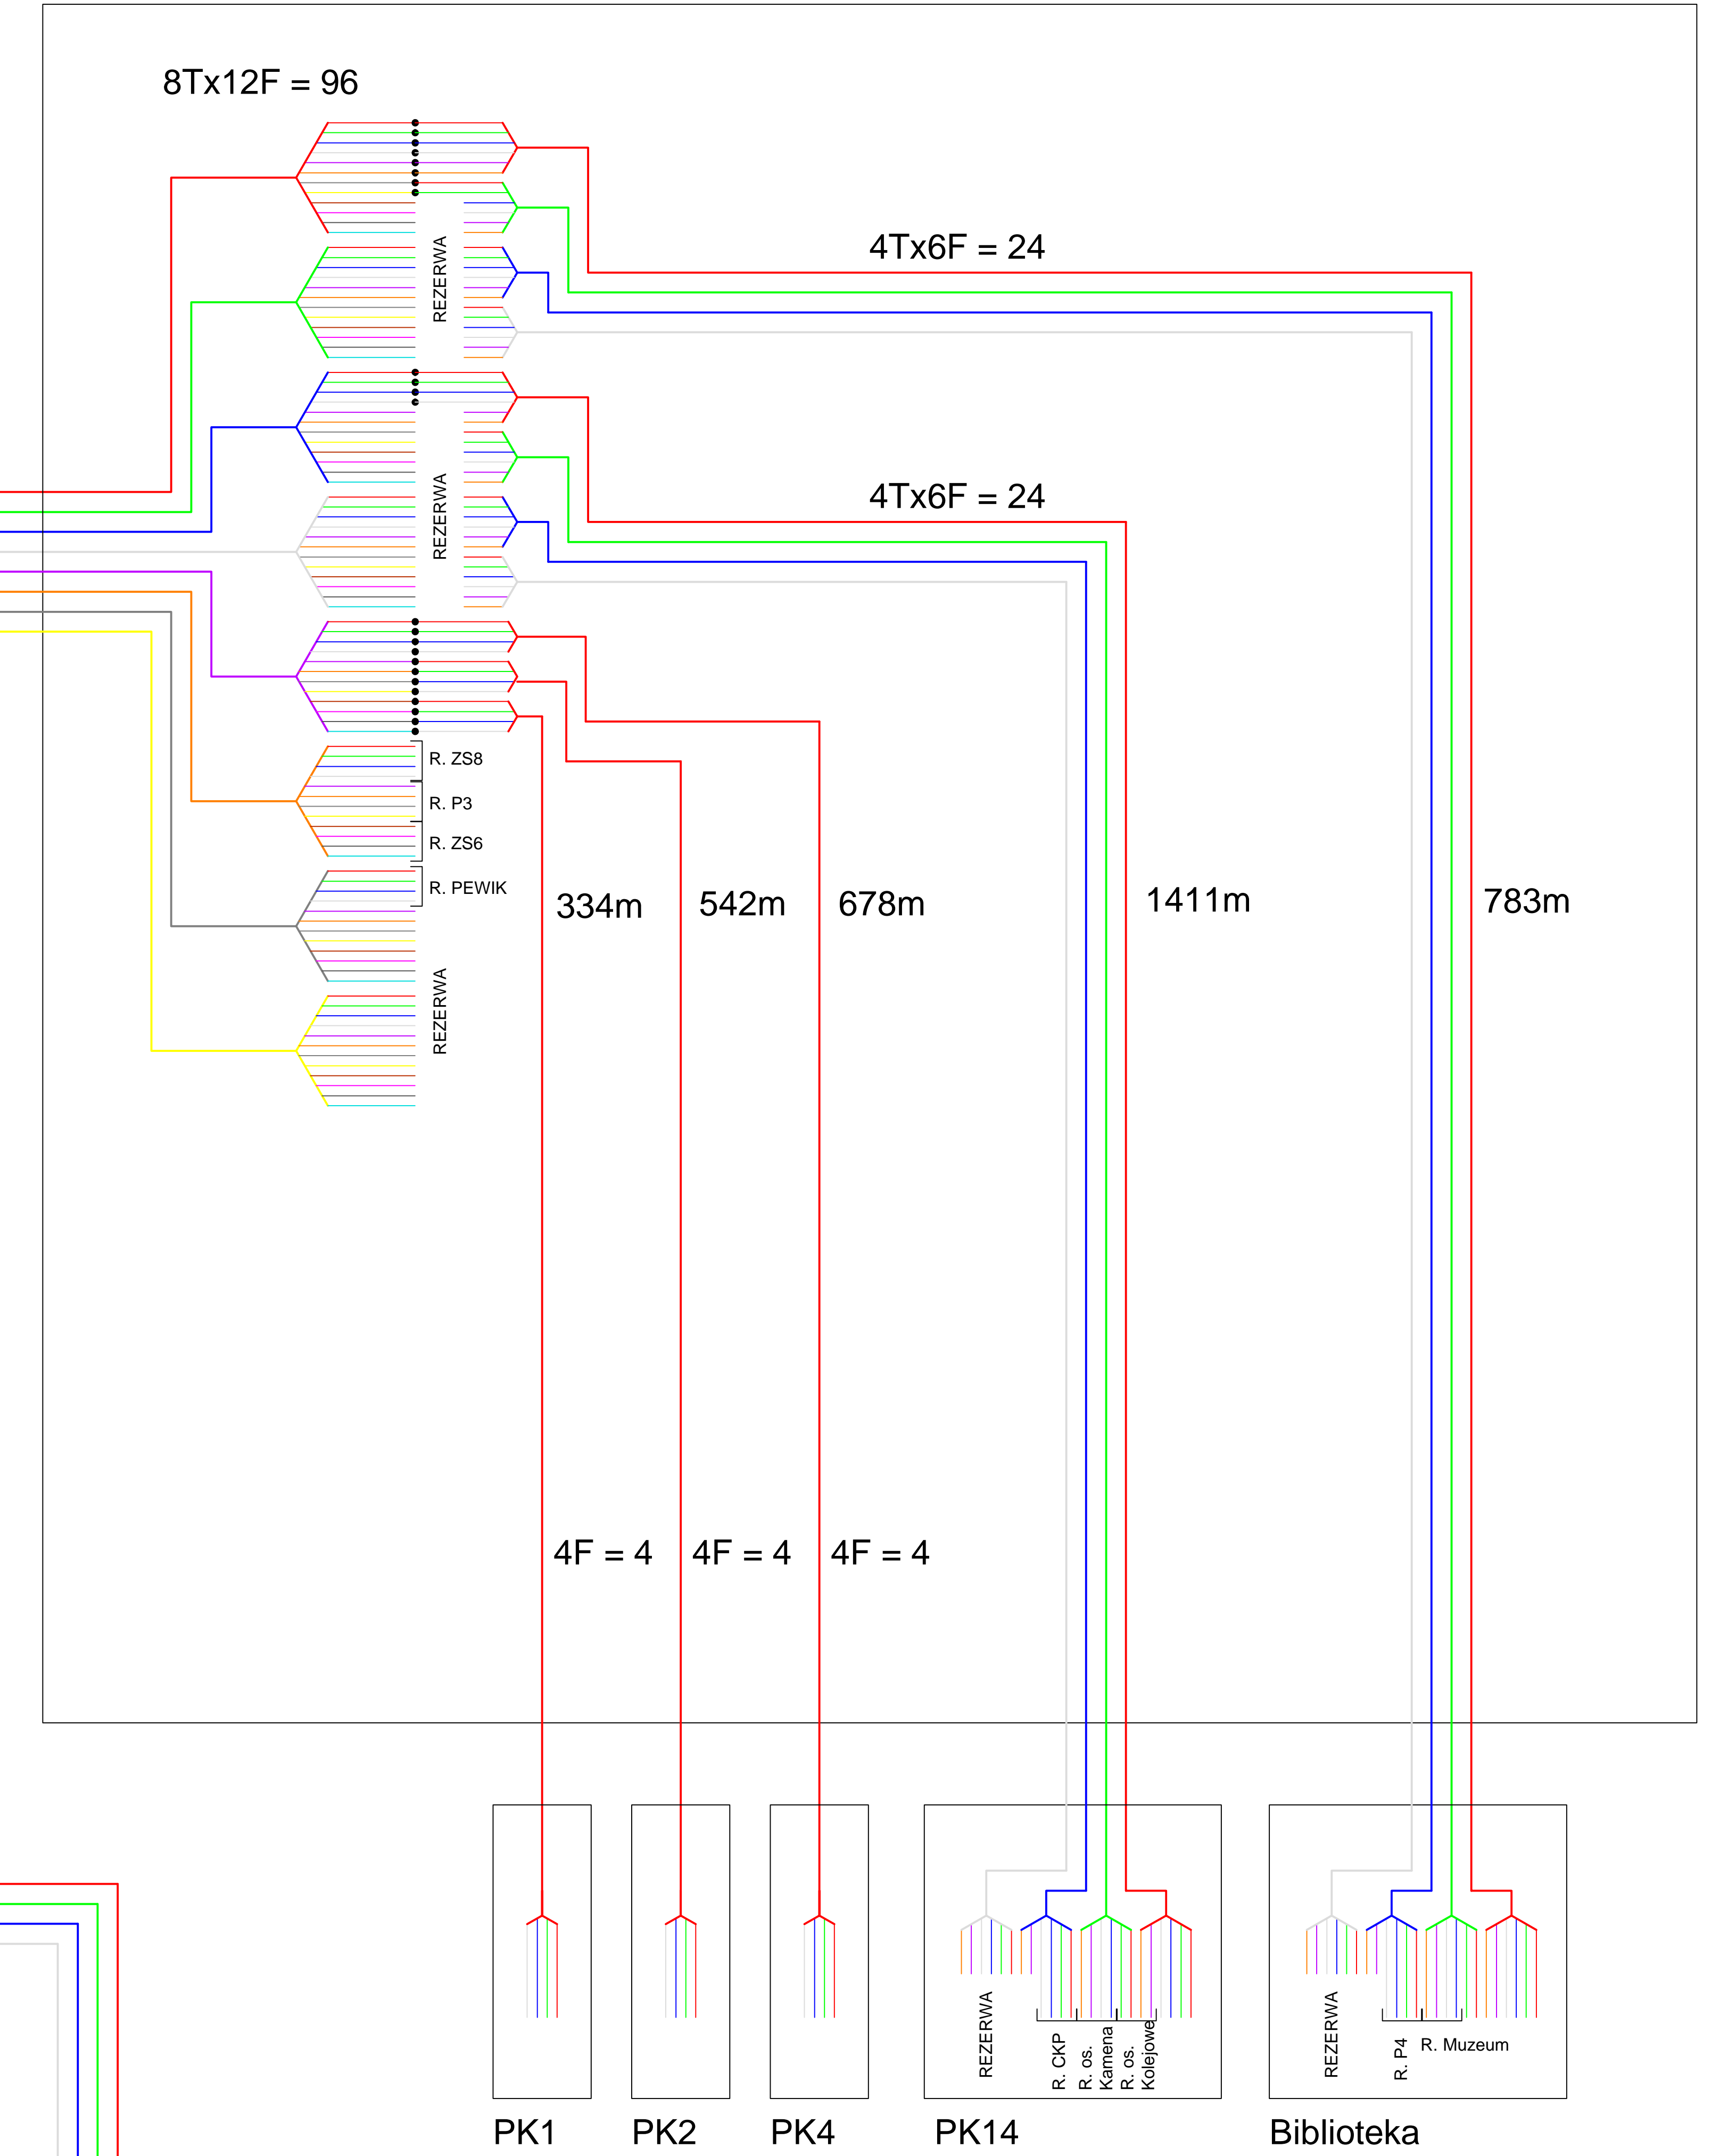 8Tx12F = 96
4Tx6F = 24
REZERWA
4Tx6F = 24
REZERWA
R. ZS8
R. P3
R. ZS6
R. PEWIK
REZERWA
334m
542m
678m
1411m
783m
4F = 4
4F = 4
4F = 4
REZERWA
R. CKP
R. os.
Kamena
R. os.
Kolejowe
REZERWA
R. P4
R. Muzeum
PK1
PK2
PK4
PK14
Biblioteka